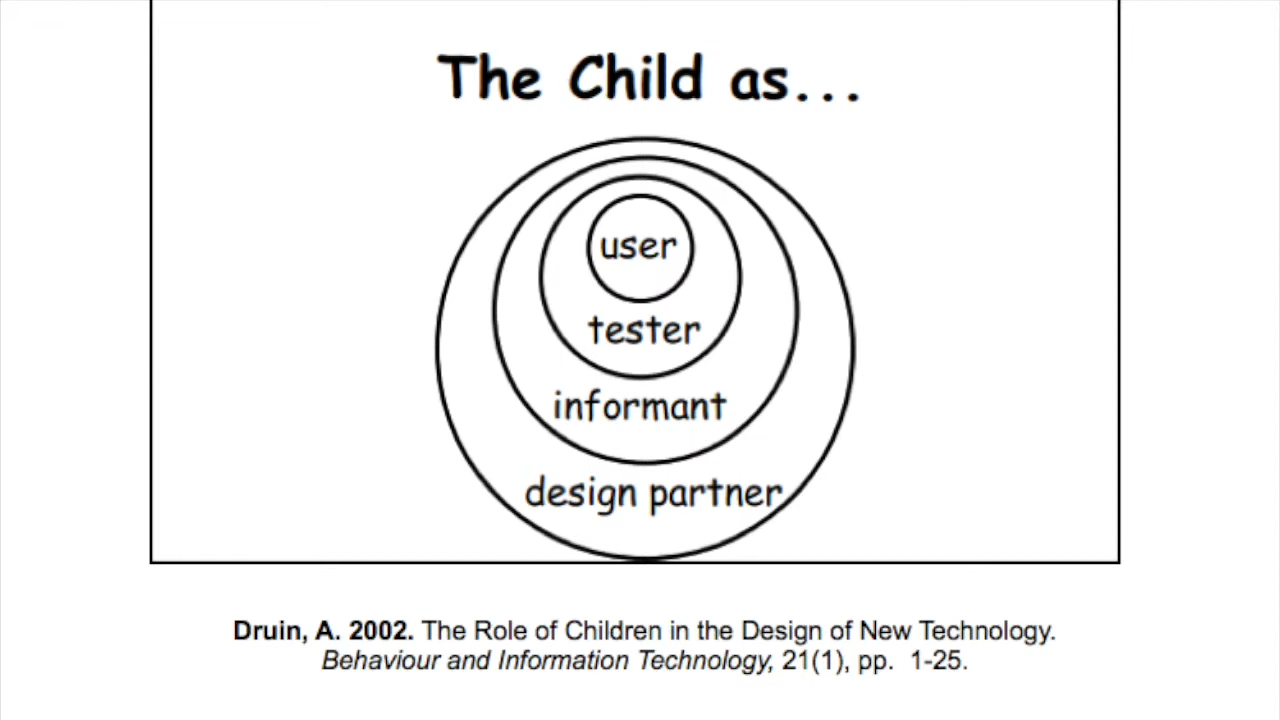 The Child as...
user
tester
informant
design partner
Druin, A. 2002. The Role of Children in the Design of New Technology.
Behaviour and Information Technology, 21(1), pp. 1-25.